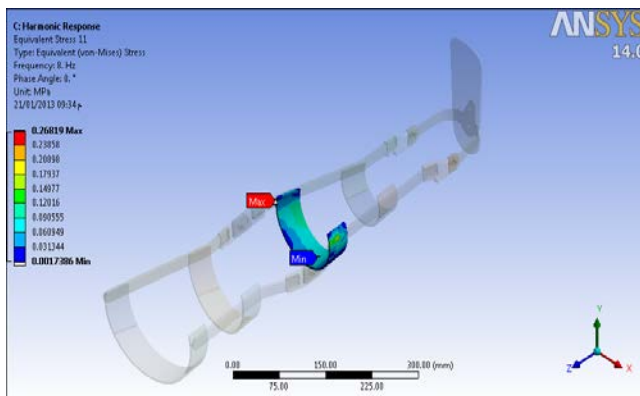 C: Harmonic Response
Equivalent Stress 11
Type: Equivalent (von-Mises) Stress
Frequency: 8. Hz
Phase Angle: 0. °
Unit: MPa
21/01/2013 09:34 م
ANSYS
14.0
0.26819 Max
0.23858
0.20898
0.17937
0.14977
0.12016
0.090555
0.060949
0.031344
0.0017386 Min
Max
Min
0.00 150.00 300.00 (mm)
75.00 225.00
Y
Z X